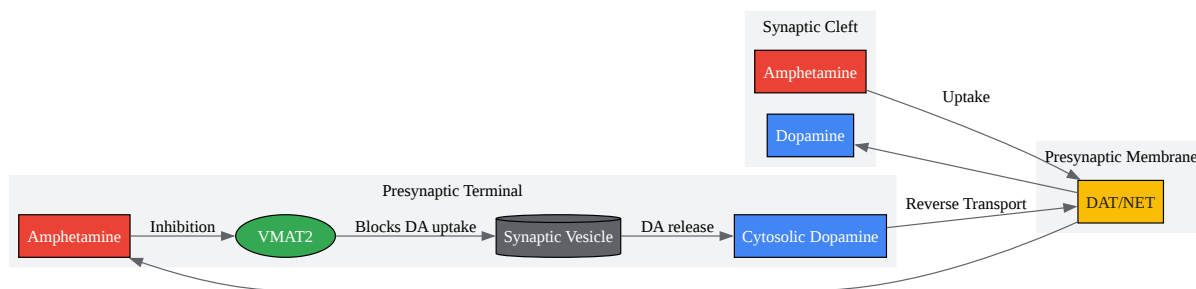 Synaptic Cleft
Amphetamine
Uptake
Dopamine
Presynaptic Membrane
Presynaptic Terminal
DAT/NET
Reverse Transport
Amphetamine
Inhibition
VMAT2
Blocks DA uptake
Synaptic Vesicle
DA release
Cytosolic Dopamine